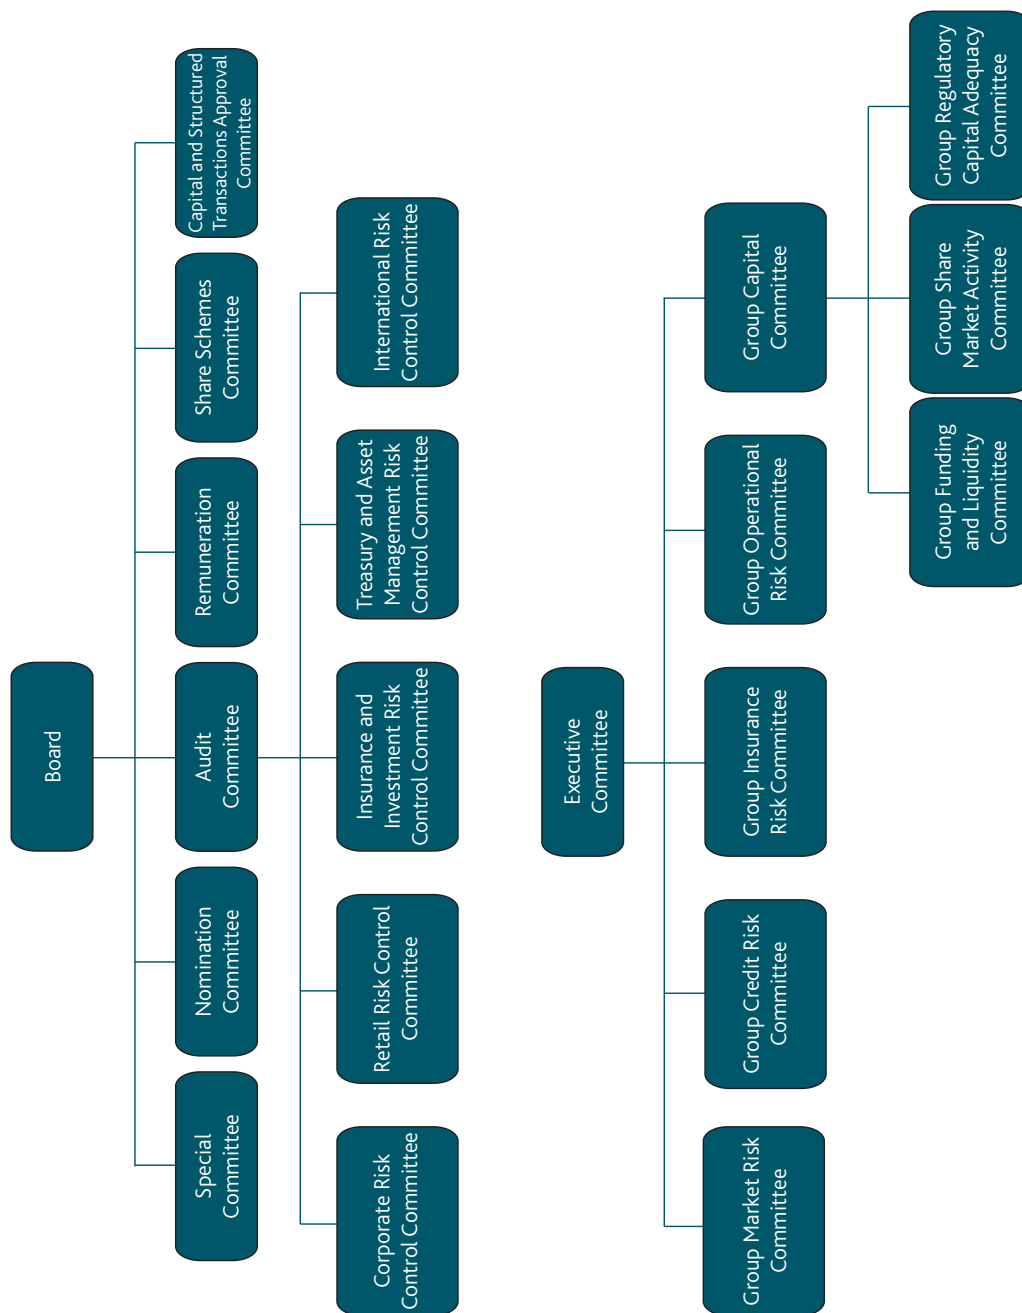 Board
Special
Committee
Nomination
Committee
Audit
Committee
Remuneration
Committee
Share Schemes
Committee
Capital and Structured
Transactions Approval
Committee
Corporate Risk
Control Committee
Retail Risk Control
Committee
Insurance and
Investment Risk
Control Committee
Treasury and Asset
Management Risk
Control Committee
International Risk
Control Committee
Executive
Committee
Group Market Risk
Committee
Group Credit Risk
Committee
Group Insurance
Risk Committee
Group Operational
Risk Committee
Group Capital
Committee
Group Funding
and Liquidity
Committee
Group Share
Market Activity
Committee
Group Regulatory
Capital Adequacy
Committee